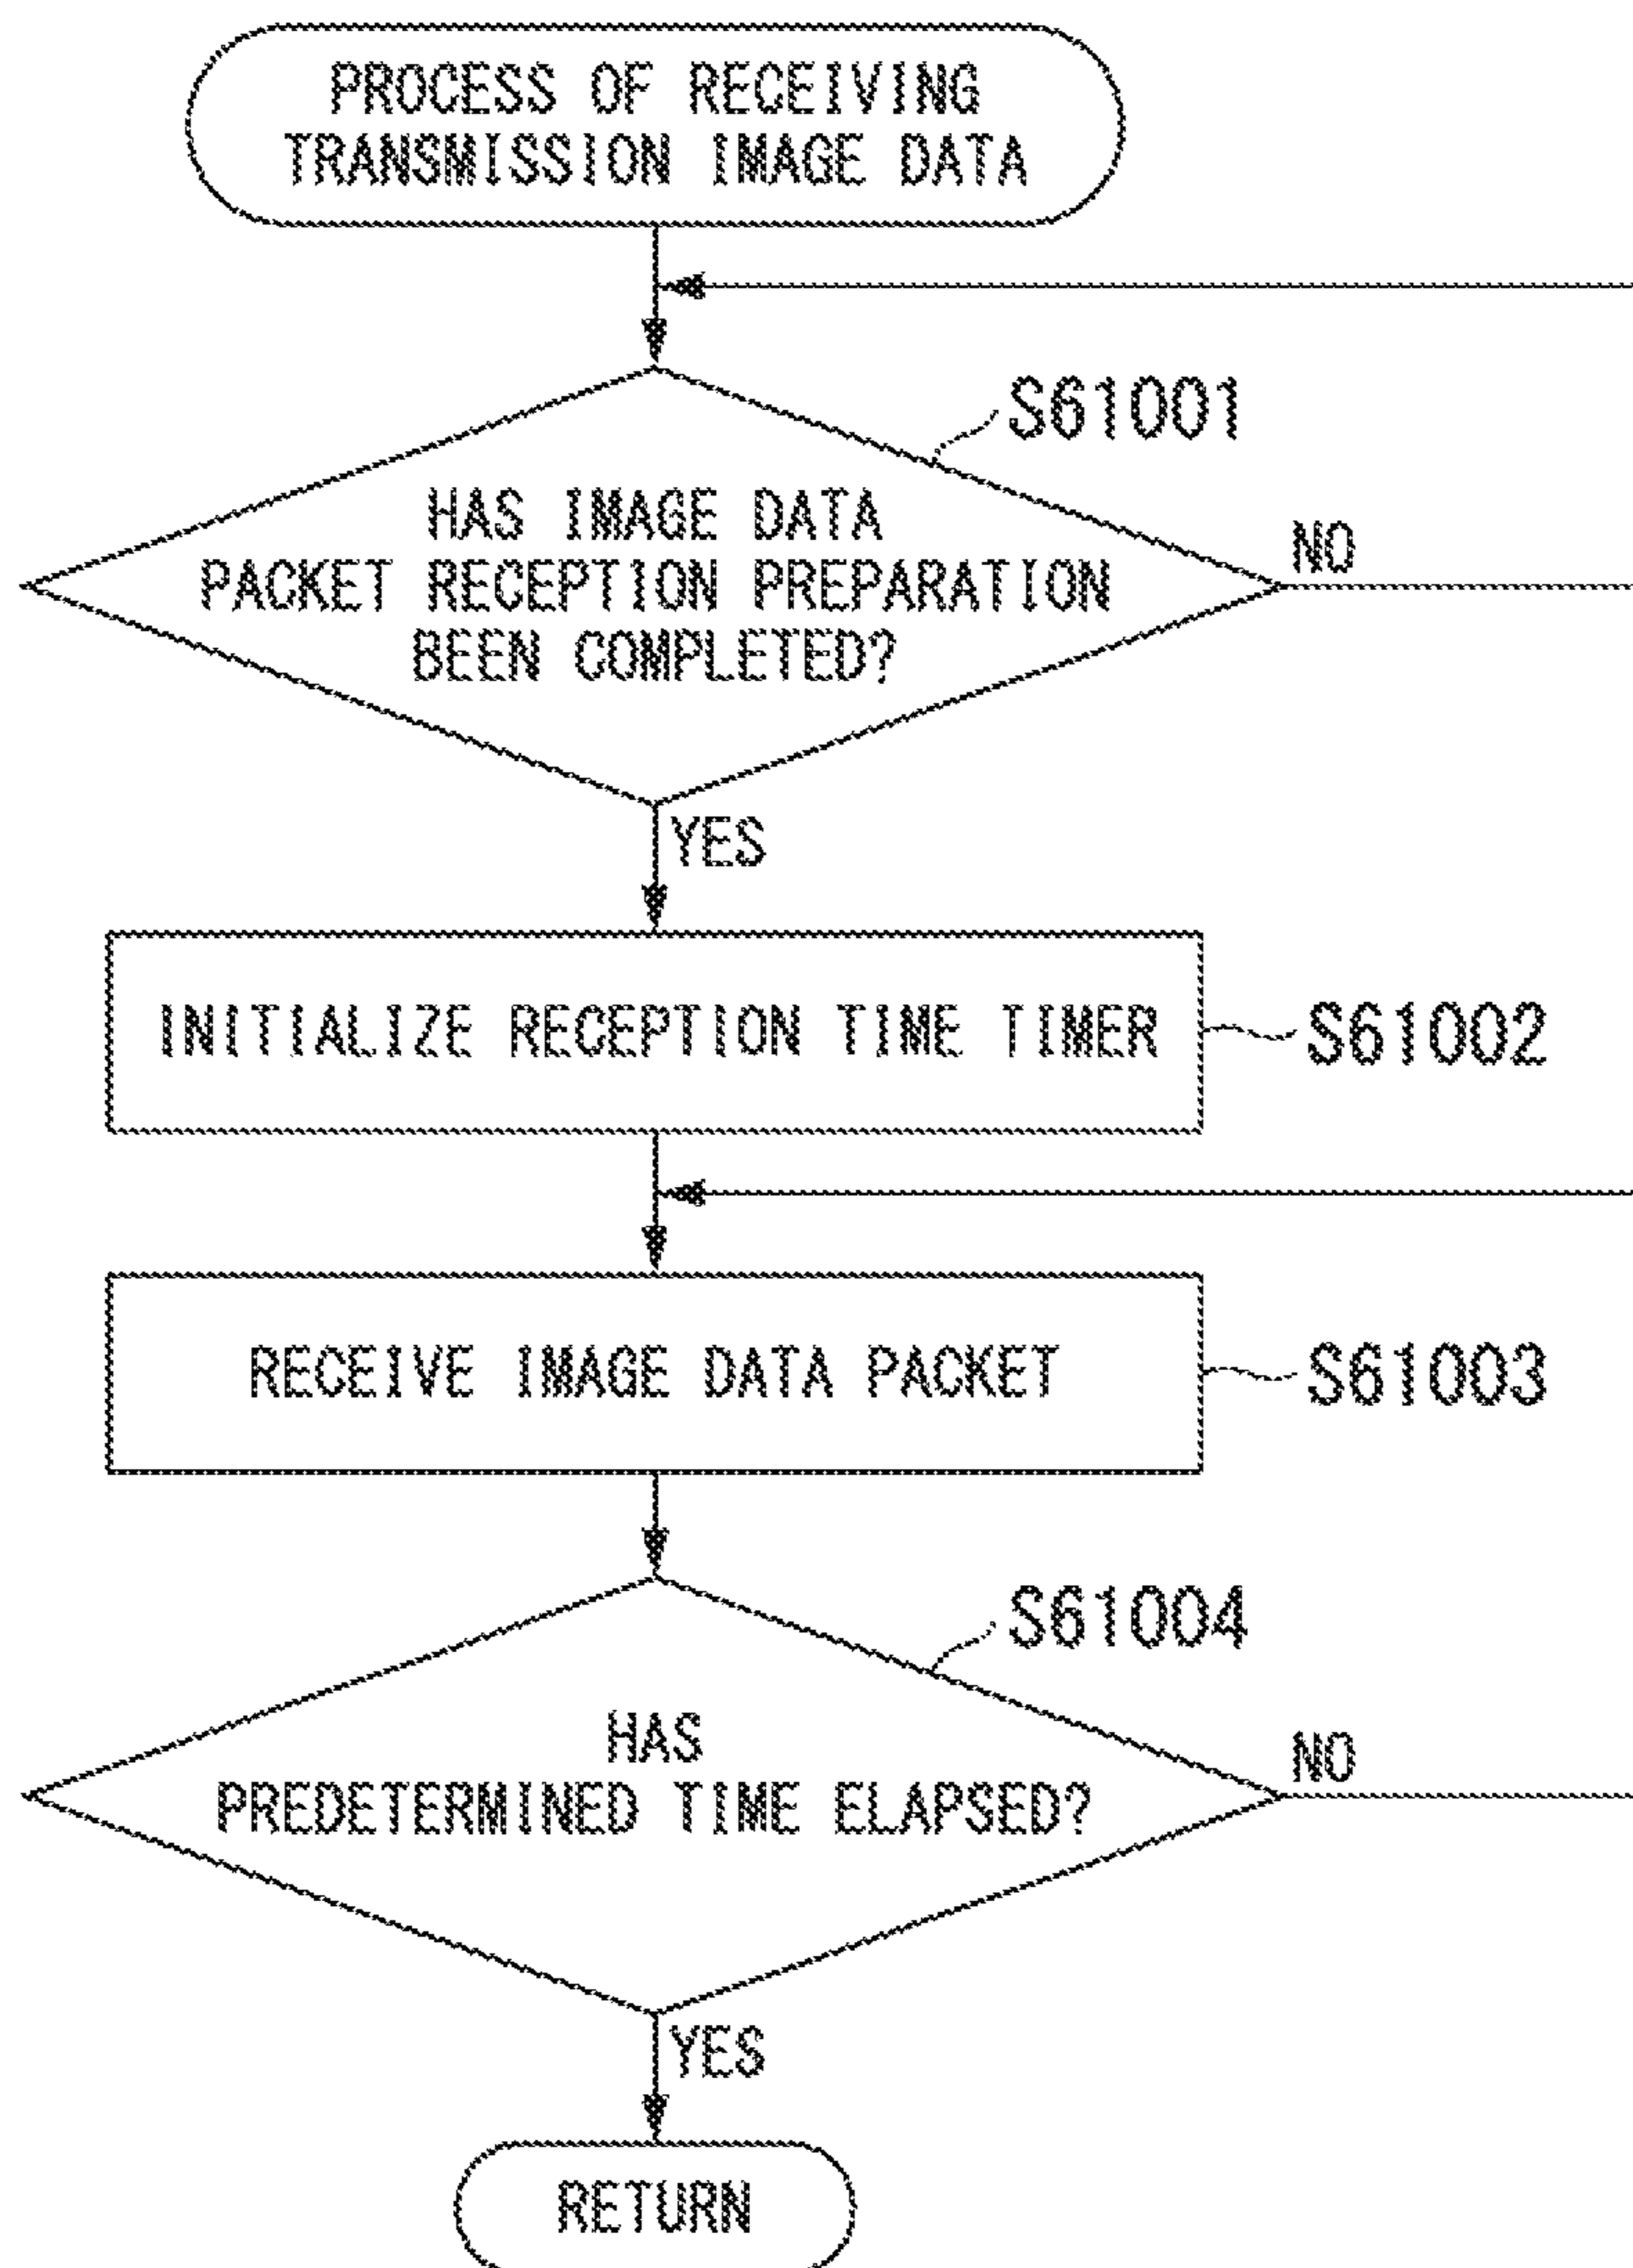 PROCESS OF RECEIVING
TRANSMISSION IMAGE DATA
S61001
HAS IMAGE DATA
PACKET RECEPTION PREPARATION
BEEN COMPLETED?
NO
YES
INITIALIZE RECEPTION TIME TIMER
S61002
RECEIVE IMAGE DATA PACKET
S61003
S61004
HAS
PREDETERMINED TIME ELAPSED?
NO
YES
RETURN